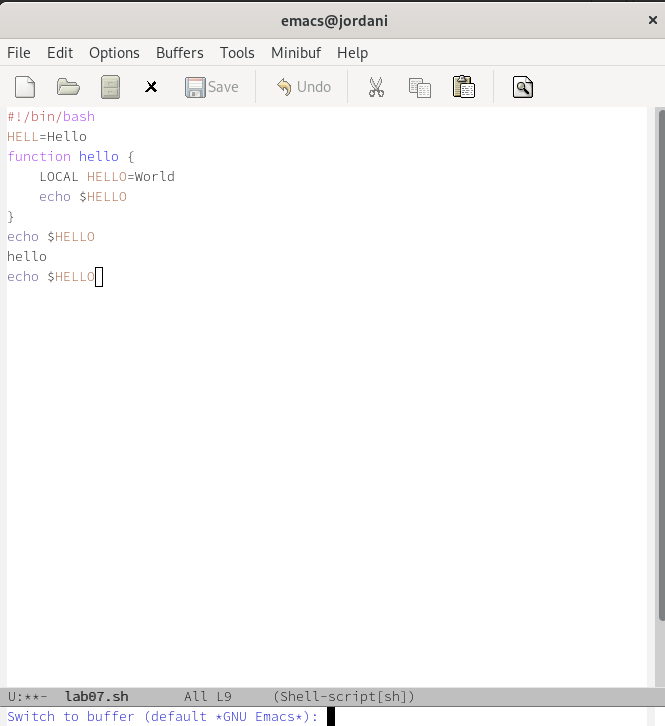 emacs@jordani ×
File Edit Options Buffers Tools Minibuf Help
Save Undo
#!/bin/bash
HELL=Hello
function hello {
    LOCAL HELLO=World
    echo $HELLO
}
echo $HELLO
hello
echo $HELLO
U:**- lab07.sh All L9 (Shell-script[sh])
Switch to buffer (default *GNU Emacs*):